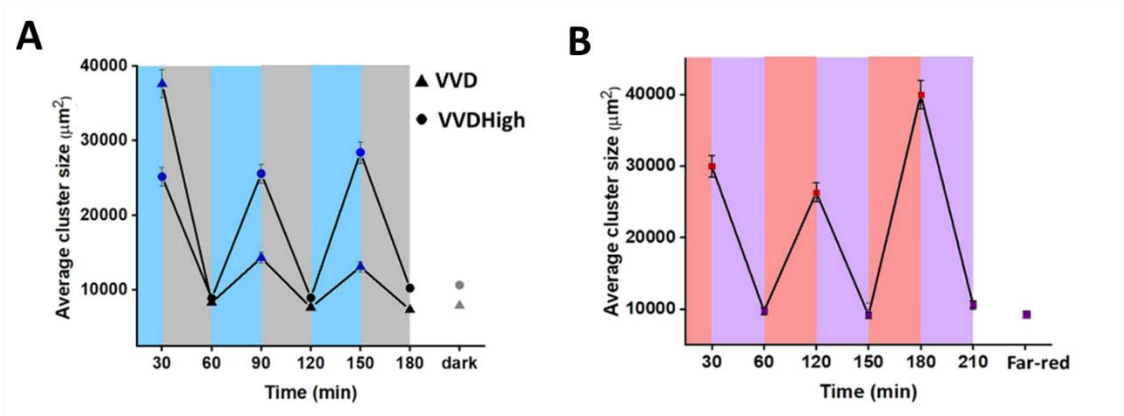 A
Average cluster size (μm²)
40000
30000
20000
10000
VVD
VVDHigh
30 60 90 120 150 180 dark
Time (min)
B
Average cluster size (μm²)
40000
30000
20000
10000
30 60 120 150 180 210 Far-red
Time (min)